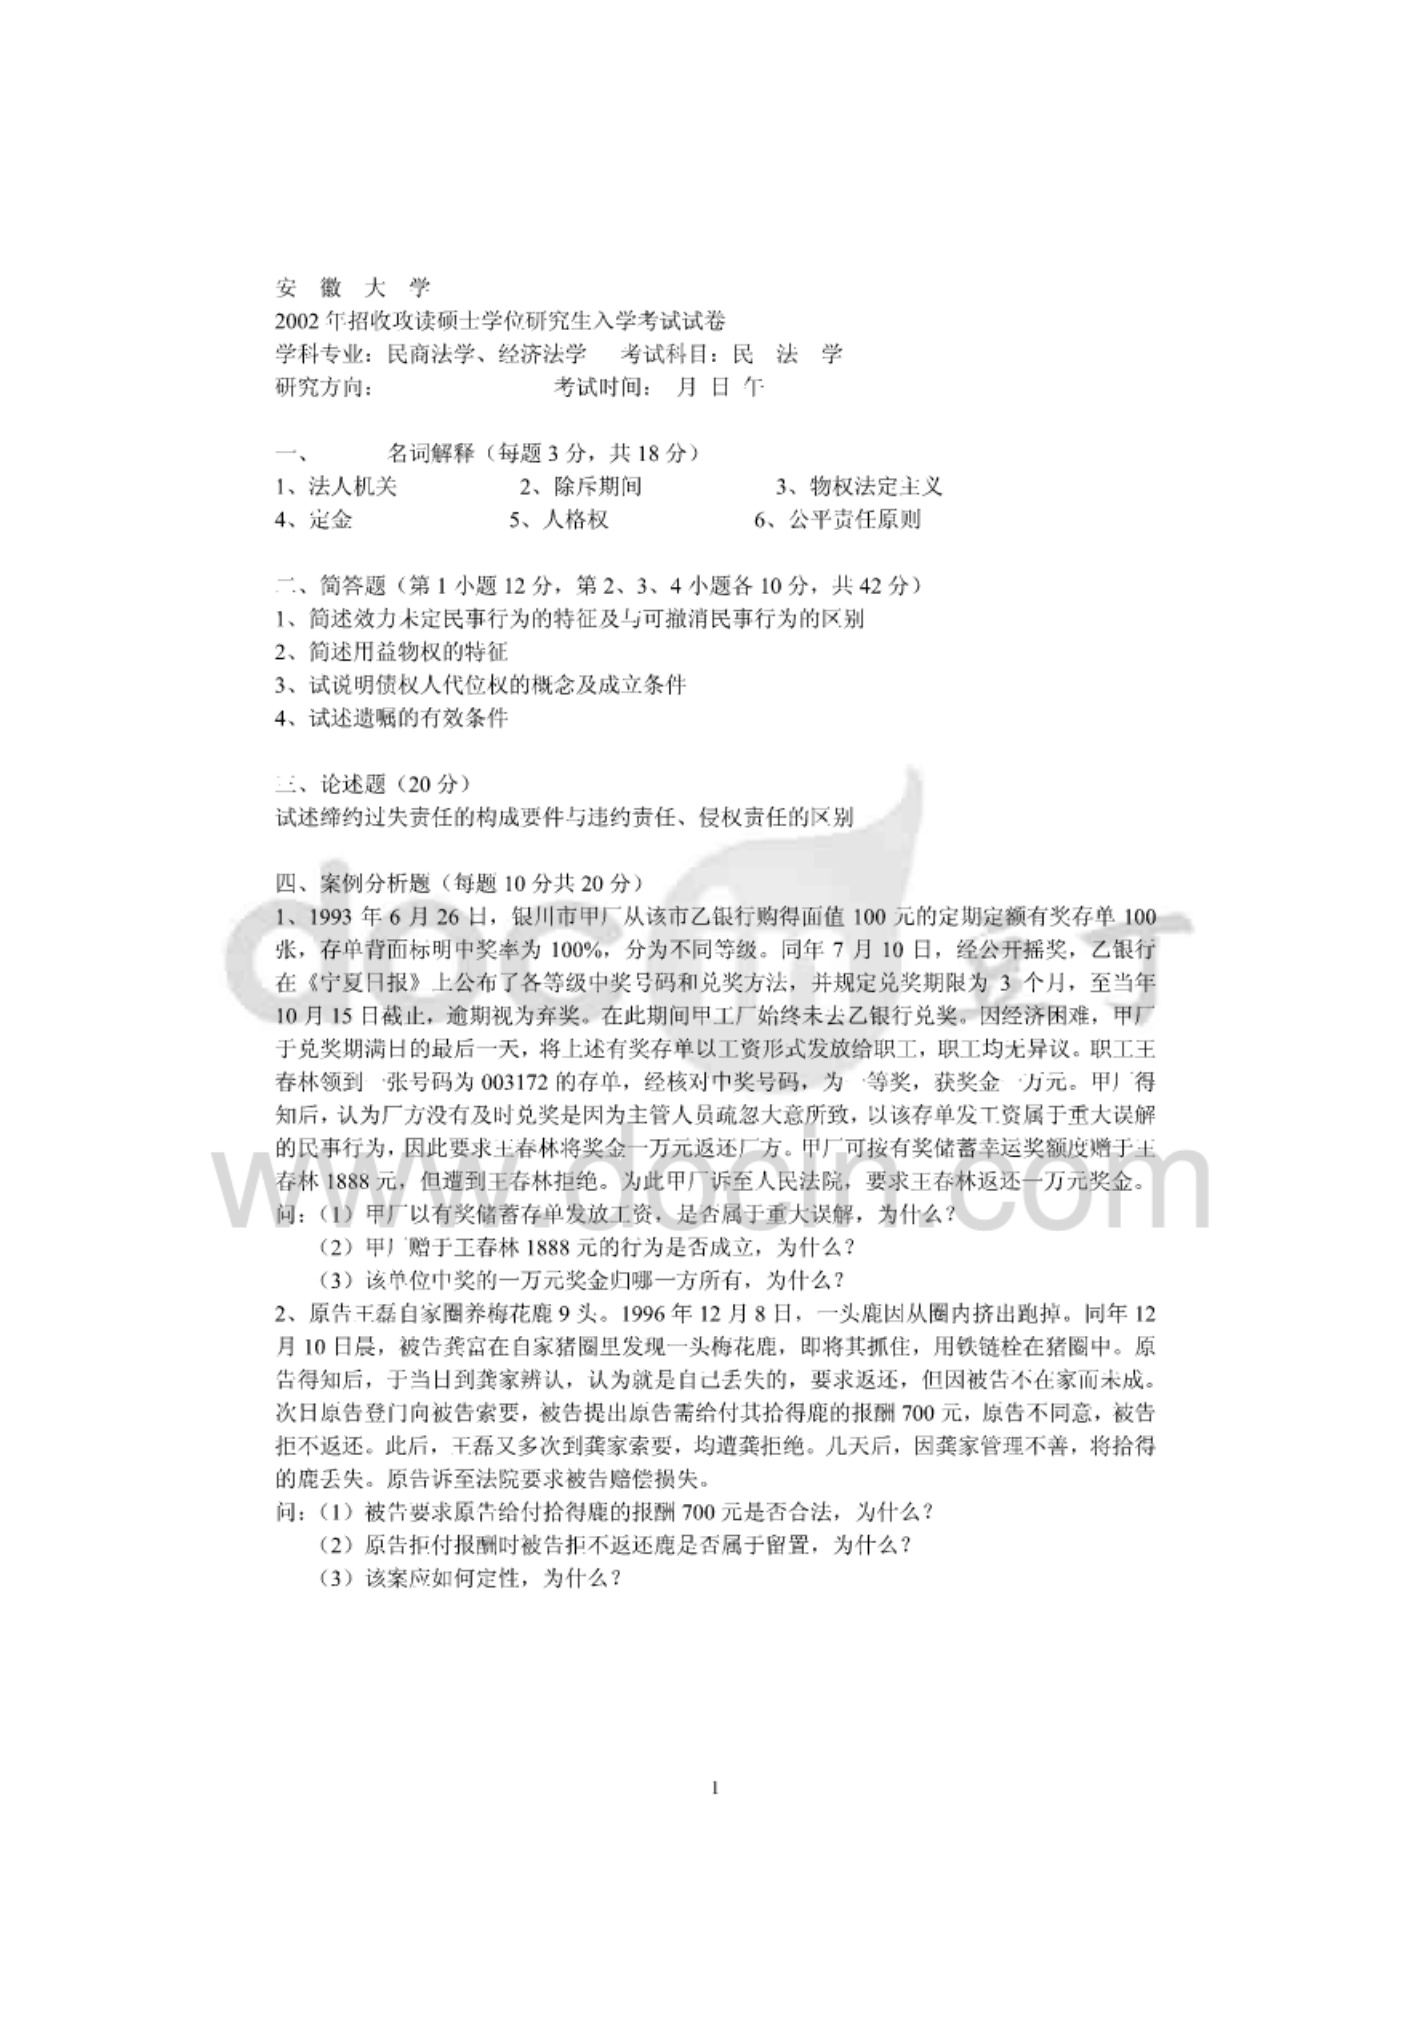 安 徽 大 学
2002年招收攻读硕士学位研究生入学考试试卷
学科专业：民商法学、经济法学 考试科目：民 法 学
研究方向： 考试时间： 月 日 午
一、 名词解释（每题3分，共18分）
1、法人机关 2、除斥期间 3、物权法定主义
4、定金 5、人格权 6、公平责任原则
二、简答题（第1小题12分，第2、3、4小题各10分，共42分）
1、简述效力未定民事行为的特征及与可撤消民事行为的区别
2、简述用益物权的特征
3、试说明债权人代位权的概念及成立条件
4、试述遗嘱的有效条件
三、论述题（20分）
试述缔约过失责任的构成要件与违约责任、侵权责任的区别
四、案例分析题（每题10分共20分）
1、1993年6月26日，银川市甲厂从该市乙银行购得面值100元的定期定额有奖存单100
张，存单背面标明中奖率为100%，分为不同等级。同年7月10日，经公开摇奖，乙银行
在《宁夏日报》上公布了各等级中奖号码和兑奖方法，并规定兑奖期限为3个月，至当年
10月15日截止，逾期视为弃奖。在此期间甲工厂始终未去乙银行兑奖。因经济困难，甲厂
于兑奖期满日的最后一天，将上述有奖存单以工资形式发放给职工，职工均无异议。职工王
春林领到一张号码为003172的存单，经核对中奖号码，为一等奖，获奖金一万元。甲厂得
知后，认为厂方没有及时兑奖是因为主管人员疏忽大意所致，以该存单发工资属于重大误解
的民事行为，因此要求王春林将奖金一万元返还厂方。甲厂可按有奖储蓄幸运奖额度赠于王
春林1888元，但遭到王春林拒绝。为此甲厂诉至人民法院，要求王春林返还一万元奖金。
问：（1）甲厂以有奖储蓄存单发放工资，是否属于重大误解，为什么？
（2）甲厂赠于王春林1888元的行为是否成立，为什么？
（3）该单位中奖的一万元奖金归哪一方所有，为什么？
2、原告王磊自家圈养梅花鹿9头。1996年12月8日，一头鹿因从圈内挤出跑掉。同年12
月10日晨，被告龚富在自家猪圈里发现一头梅花鹿，即将其抓住，用铁链栓在猪圈中。原
告得知后，于当日到龚家辨认，认为就是自己丢失的，要求返还，但因被告不在家而未成。
次日原告登门向被告索要，被告提出原告需给付其拾得鹿的报酬700元，原告不同意，被告
拒不返还。此后，王磊又多次到龚家索要，均遭龚拒绝。几天后，因龚家管理不善，将拾得
的鹿丢失。原告诉至法院要求被告赔偿损失。
问：（1）被告要求原告给付拾得鹿的报酬700元是否合法，为什么？
（2）原告拒付报酬时被告拒不返还鹿是否属于留置，为什么？
（3）该案应如何定性，为什么？
1
docin 豆丁
www.docin.com